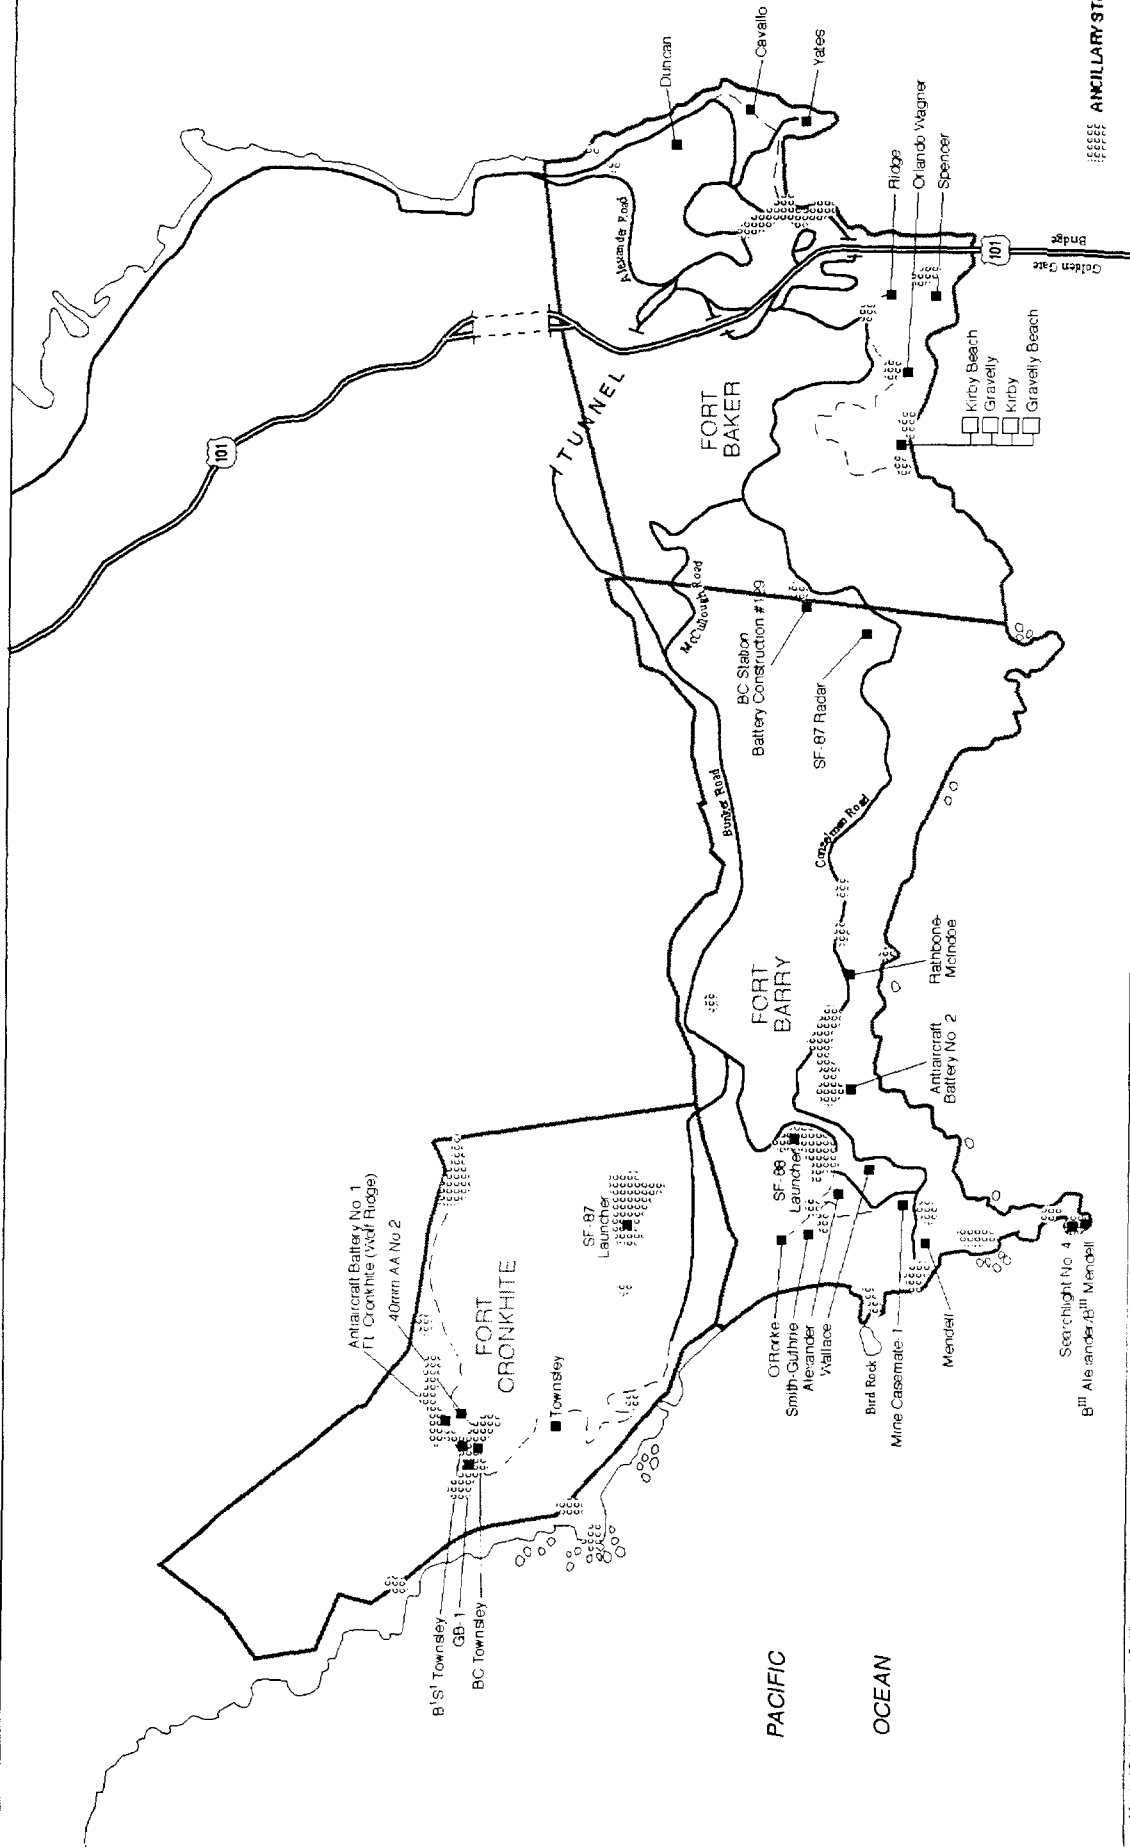 Antiaircraft Battery No 1
Ft. Cronkhite (Wolf Ridge)
40mm AA No 2
B¹S¹ Townsley
GB-1
BC Townsley
FORT
CRONKHITE
Townsley
SF-87
Launcher
PACIFIC
OCEAN
O'Rorke
Smith-Guthrie
Alexander
Wallace
Bird Rock
Mine Casemate 1
Mendell
Searchlight No. 4
Bᴵᴵᴵ Alexander/Bᴵᴵᴵ Mendell
SF-88
Launcher
FORT
BARRY
Antiaircraft
Battery No 2
Rathbone-
McIndoe
Bunker Road
Conzelman Road
McCullough Road
BC Station
Battery Construction #129
SF-87 Radar
101
TUNNEL
FORT
BAKER
Alexander Road
Duncan
Cavallo
Yates
Ridge
Orlando Wagner
Spencer
Kirby Beach
Gravelly
Kirby
Gravelly Beach
101
Golden Gate
Bridge
ANCILLARY